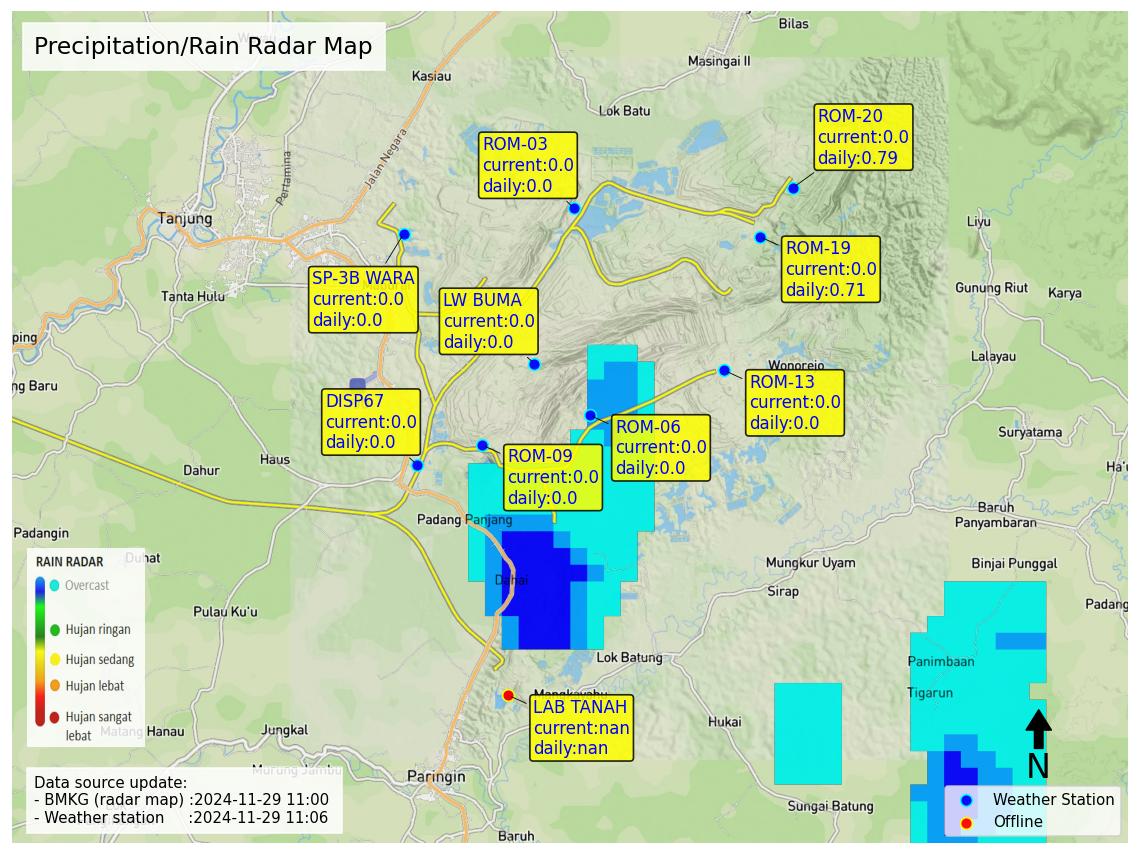 Precipitation/Rain Radar Map
Bilas
Masingai II
Kasiau
Lok Batu
Jalan Negara
Pertamina
Tanjung
Tanta Hulu
ROM-03
current:0.0
daily:0.0
ROM-20
current:0.0
daily:0.79
ROM-19
current:0.0
daily:0.71
SP-3B WARA
current:0.0
daily:0.0
LW BUMA
current:0.0
daily:0.0
Liyu
Gunung Riut
Karya
Lalayau
Wonorejo
ROM-13
current:0.0
daily:0.0
ping
ng Baru
DISP67
current:0.0
daily:0.0
ROM-06
current:0.0
daily:0.0
ROM-09
current:0.0
daily:0.0
Suryatama
Haus
Dahur
Ha'u
Padang Panjang
Baruh
Panyambaran
Padangin
Duhat
Dahai
Mungkur Uyam
Binjai Punggal
Sirap
Padang
Pulau Ku'u
Lok Batung
Panimbaan
Tigarun
Mangkayahu
LAB TANAH
current:nan
daily:nan
Hukai
Matang Hanau
Jungkal
Murung Jambu
Paringin
Sungai Batung
Baruh
RAIN RADAR
Overcast
Hujan ringan
Hujan sedang
Hujan lebat
Hujan sangat
lebat
Data source update:
- BMKG (radar map) :2024-11-29 11:00
- Weather station :2024-11-29 11:06
N
Weather Station
Offline